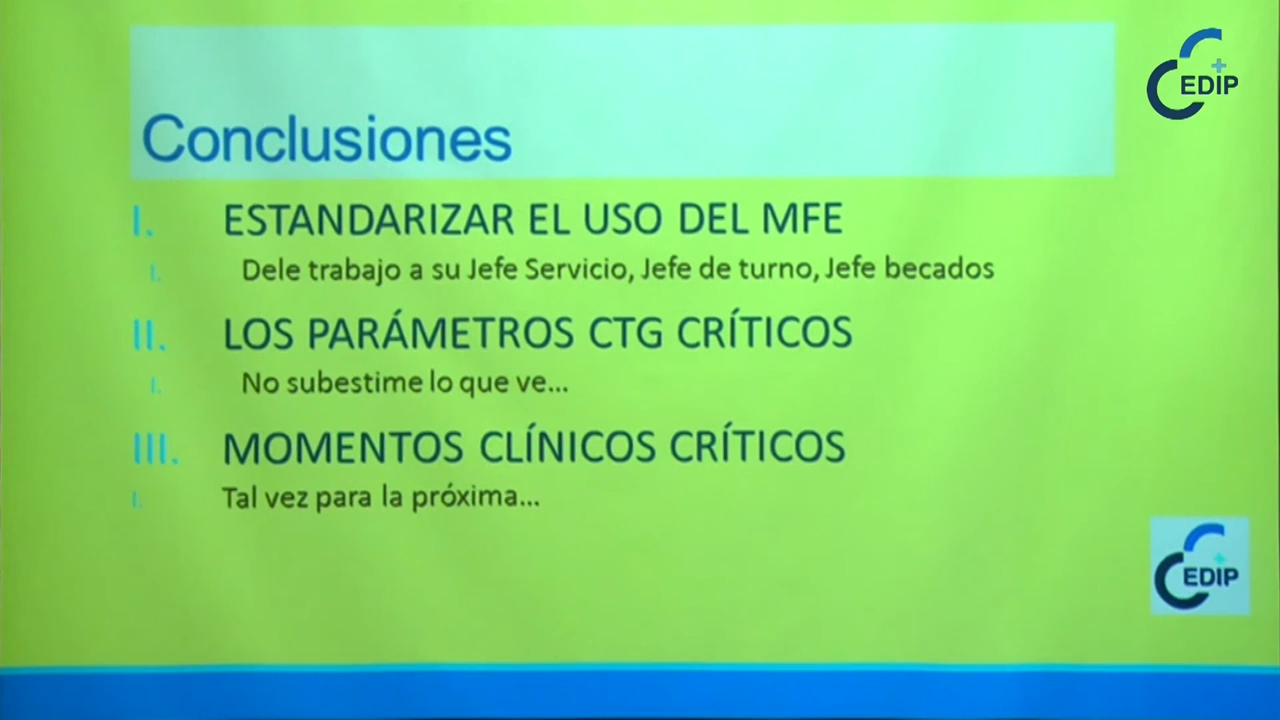 EDIP
Conclusiones
I. ESTANDARIZAR EL USO DEL MFE
I. Dele trabajo a su Jefe Servicio, Jefe de turno, Jefe becados
II. LOS PARÁMETROS CTG CRÍTICOS
I. No subestime lo que ve...
III. MOMENTOS CLÍNICOS CRÍTICOS
I. Tal vez para la próxima...
EDIP